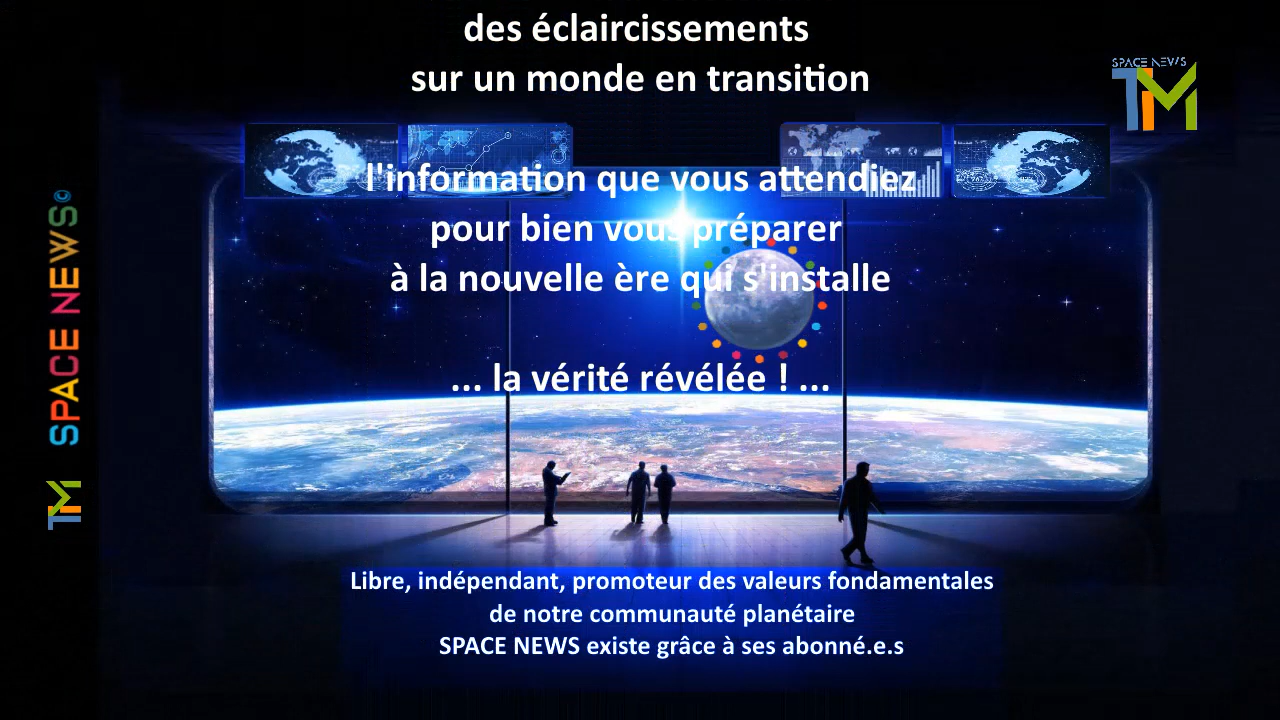 des éclaircissements
sur un monde en transition
SPACE NEWS
TM
l'information que vous attendiez
pour bien vous préparer
à la nouvelle ère qui s'installe
... la vérité révélée ! ...
TM SPACE NEWS©
Libre, indépendant, promoteur des valeurs fondamentales
de notre communauté planétaire
SPACE NEWS existe grâce à ses abonné.e.s